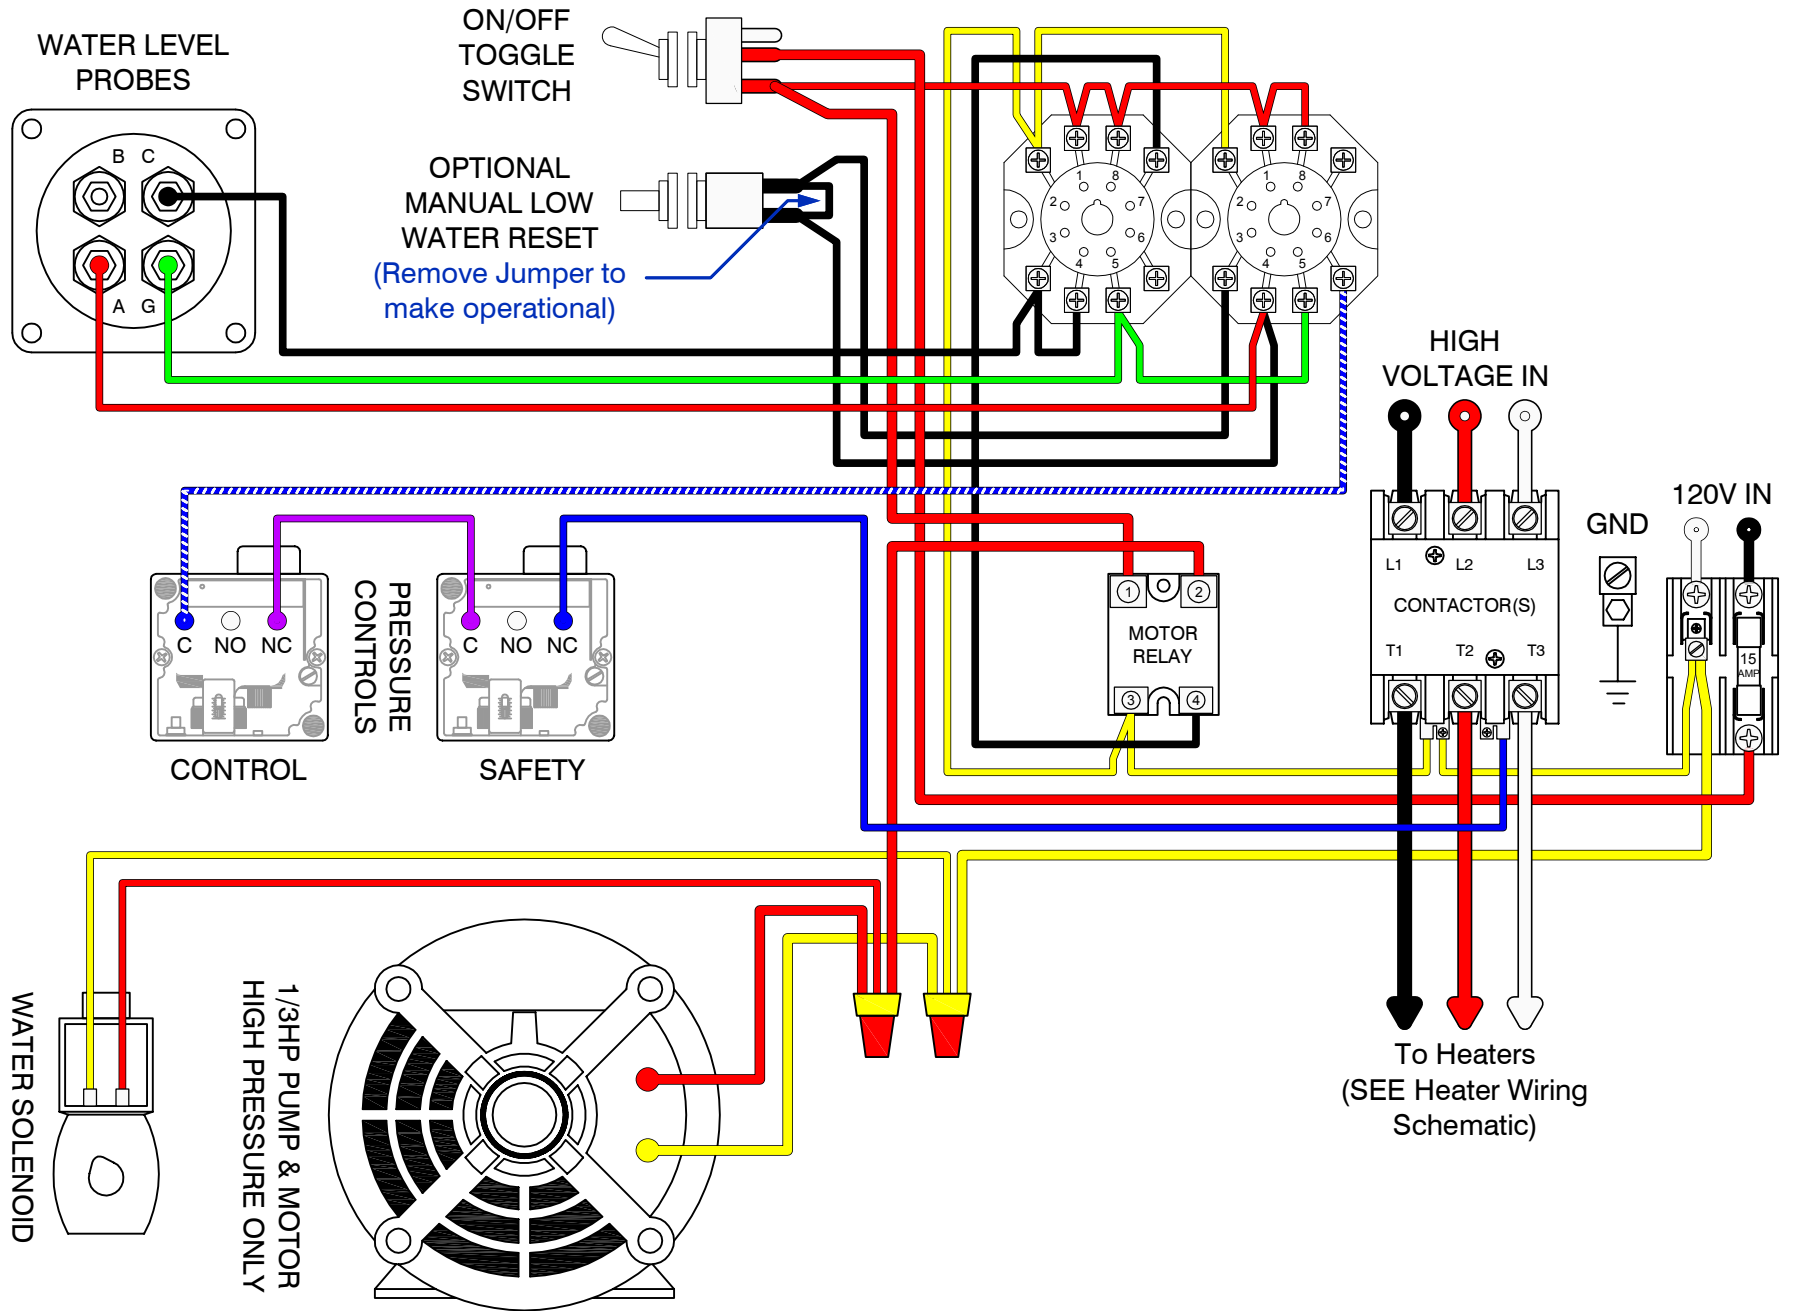 WATER LEVEL
PROBES
B C
A G
ON/OFF
TOGGLE
SWITCH
OPTIONAL
MANUAL LOW
WATER RESET
(Remove Jumper to
make operational)
1 8
2 7
3 6
4 5
1 8
2 7
3 6
4 5
HIGH
VOLTAGE IN
L1 L2 L3
CONTACTOR(S)
T1 T2 T3
GND
120V IN
15
AMP
C NO NC
CONTROL
PRESSURE
CONTROLS
C NO NC
SAFETY
1 2
MOTOR
RELAY
3 4
To Heaters
(SEE Heater Wiring
Schematic)
WATER SOLENOID
1/3HP PUMP & MOTOR
HIGH PRESSURE ONLY